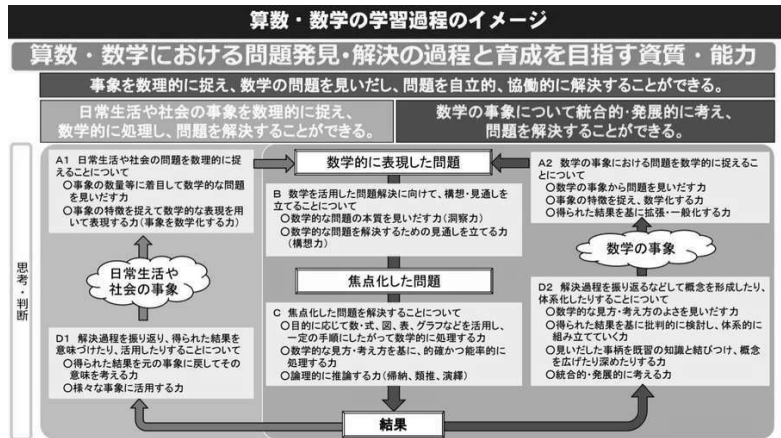 算数・数学の学習過程のイメージ
算数・数学における問題発見・解決の過程と育成を目指す資質・能力
事象を数理的に捉え、数学の問題を見いだし、問題を自立的、協働的に解決することができる。
日常生活や社会の事象を数理的に捉え、
数学的に処理し、問題を解決することができる。
数学の事象について統合的・発展的に考え、
問題を解決することができる。
思考・判断
A1 日常生活や社会の問題を数理的に捉
えることについて
〇事象の数量等に着目して数学的な問題
を見いだす力
〇事象の特徴を捉えて数学的な表現を用
いて表現する力(事象を数学化する力)
日常生活や
社会の事象
D1 解決過程を振り返り、得られた結果を
意味づけたり、活用したりすることについて
〇得られた結果を元の事象に戻してそ
の意味を考える力
〇様々な事象に活用する力
数学的に表現した問題
B 数学を活用した問題解決に向けて、構想・見通し
を立てることについて
〇数学的な問題の本質を見いだす力(洞察力)
〇数学的な問題を解決するための見通しを立てる力
(構想力)
焦点化した問題
C 焦点化した問題を解決することについて
〇目的に応じて数・式、図、表、グラフなどを活用し、
一定の手順にしたがって数学的に処理する力
〇数学的な見方・考え方を基に、的確かつ能率的に
処理する力
〇論理的に推論する力(帰納、類推、演繹)
結果
A2 数学の事象における問題を数学的に捉えるこ
とについて
〇数学の事象から問題を見いだす力
〇事象の特徴を捉え、数学化する力
〇得られた結果を基に拡張・一般化する力
数学の事象
D2 解決過程を振り返るなどして概念を形成したり、
体系化したりすることについて
〇数学的な見方・考え方のよさを見いだす力
〇得られた結果を基に批判的に検討し、体系的に
組み立てていく力
〇見いだした事柄を既習の知識と結びつけ、概念
を広げたり深めたりする力
〇統合的・発展的に考える力